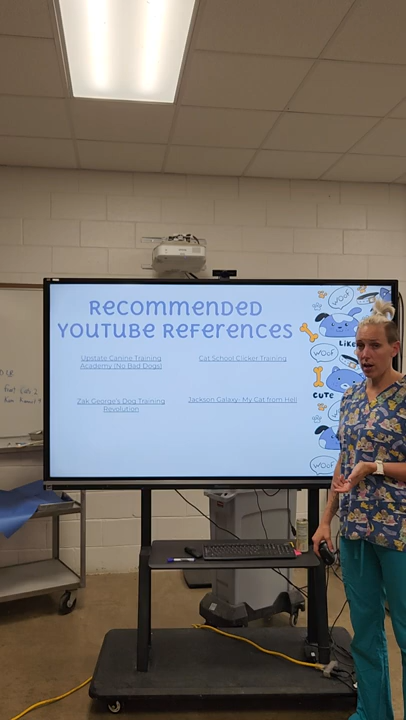 Recommended
YouTube References
Upstate Canine Training
Academy (No Bad Dogs)
Cat School Clicker Training
Zak George's Dog Training
Revolution
Jackson Galaxy- My Cat from Hell
WOOF
LIKE
WOOF
CUTE
WOOF
WOOF